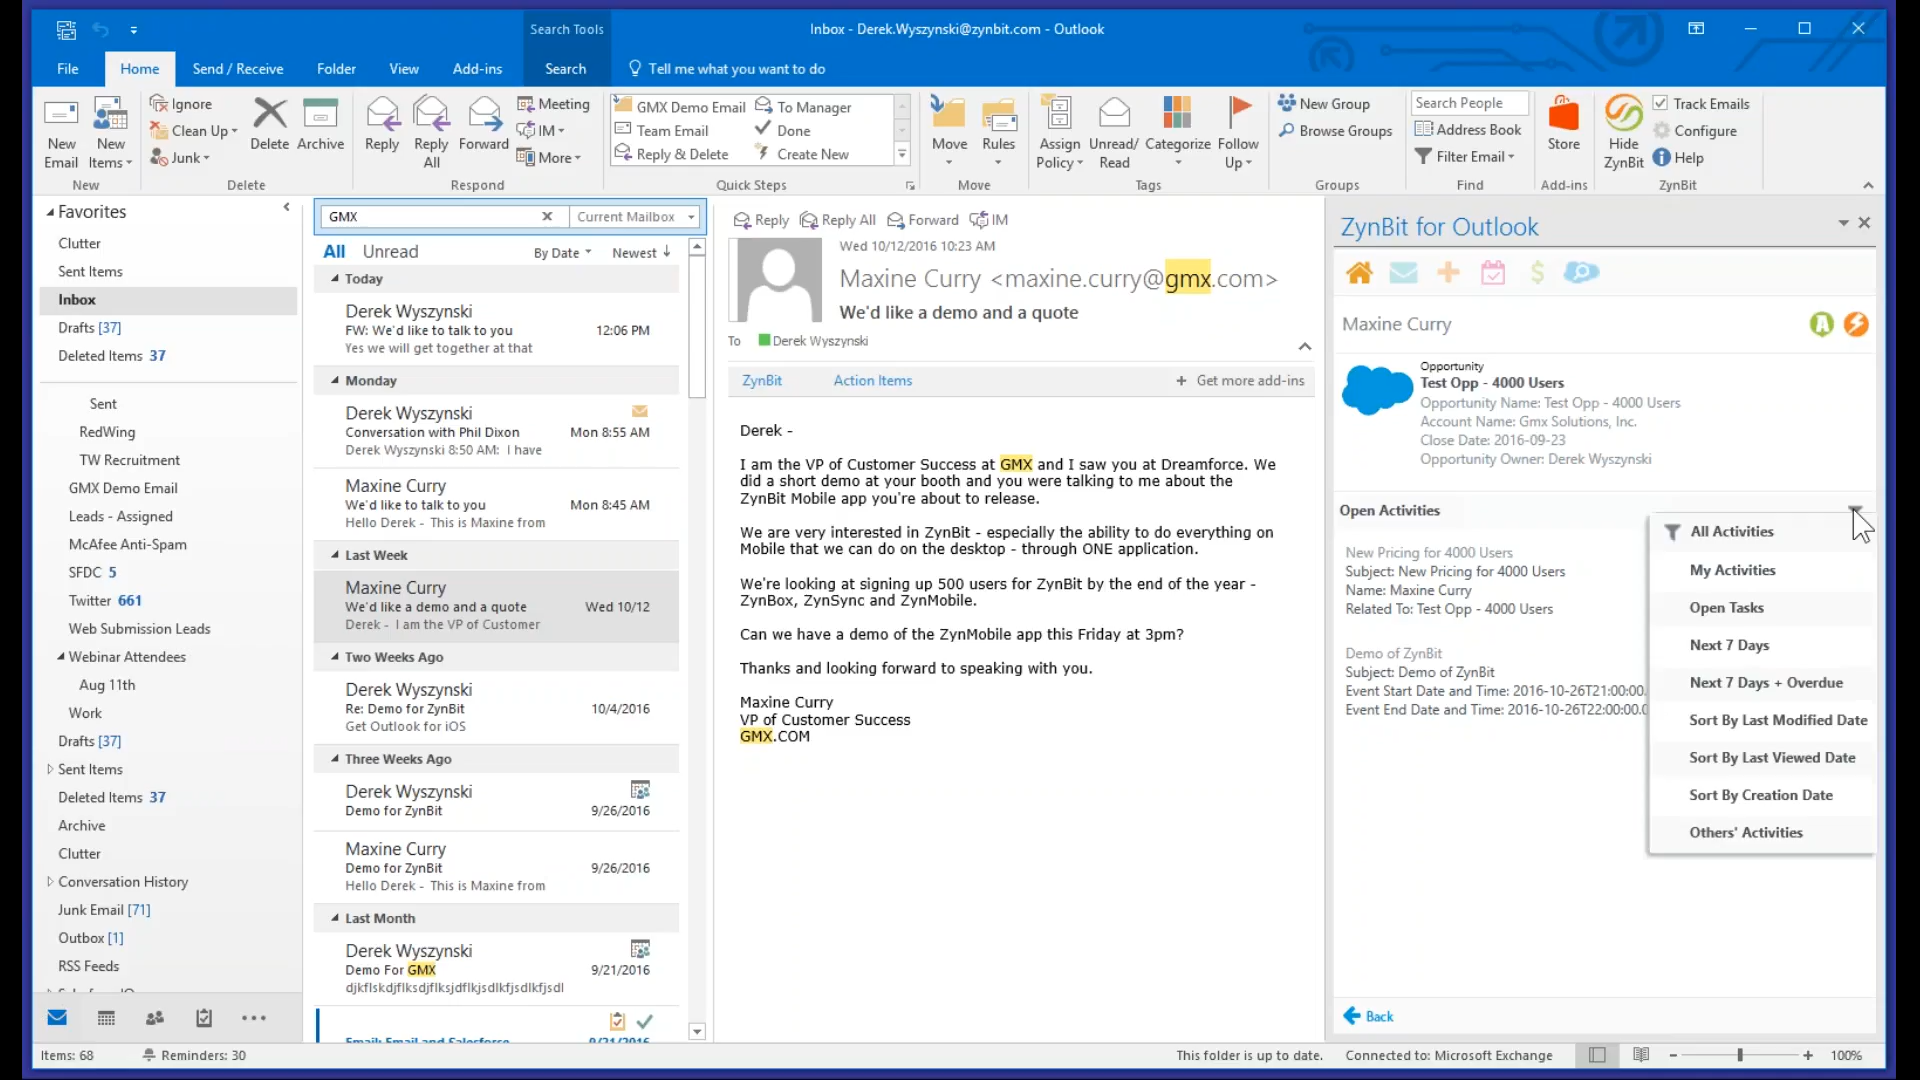 Search Tools
Inbox - Derek.Wyszynski@zynbit.com - Outlook
File
Home
Send / Receive
Folder
View
Add-ins
Search
Tell me what you want to do
New Email
New Items
New
Ignore
Clean Up
Junk
Delete
Archive
Delete
Reply
Reply All
Forward
Meeting
IM
More
Respond
GMX Demo Email
Team Email
Reply & Delete
To Manager
Done
Create New
Quick Steps
Move
Rules
Move
Assign Policy
Unread/ Read
Categorize
Follow Up
Tags
New Group
Browse Groups
Groups
Search People
Address Book
Filter Email
Find
Store
Add-ins
Hide ZynBit
Track Emails
Configure
Help
ZynBit
Favorites
Clutter
Sent Items
Inbox
Drafts [37]
Deleted Items 37
Sent
RedWing
TW Recruitment
GMX Demo Email
Leads - Assigned
McAfee Anti-Spam
SFDC 5
Twitter 661
Web Submission Leads
Webinar Attendees
Aug 11th
Work
Drafts [37]
Sent Items
Deleted Items 37
Archive
Clutter
Conversation History
Junk Email [71]
Outbox [1]
RSS Feeds
GMX
Current Mailbox
All
Unread
By Date
Newest
Today
Derek Wyszynski
FW: We'd like to talk to you 12:06 PM
Yes we will get together at that
Monday
Derek Wyszynski
Conversation with Phil Dixon Mon 8:55 AM
Derek Wyszynski 8:50 AM: I have
Maxine Curry
We'd like to talk to you Mon 8:45 AM
Hello Derek - This is Maxine from
Last Week
Maxine Curry
We'd like a demo and a quote Wed 10/12
Derek - I am the VP of Customer
Two Weeks Ago
Derek Wyszynski
Re: Demo for ZynBit 10/4/2016
Get Outlook for iOS
Three Weeks Ago
Derek Wyszynski
Demo for ZynBit 9/26/2016
Maxine Curry
Demo for ZynBit 9/26/2016
Hello Derek - This is Maxine from
Last Month
Derek Wyszynski
Demo For GMX 9/21/2016
djkflskdjflksdjflksjdflkjsdlkfjsdlkfjsdl
Email: Email and Salesforce 9/21/2016
Reply
Reply All
Forward
IM
Wed 10/12/2016 10:23 AM
Maxine Curry <maxine.curry@gmx.com>
We'd like a demo and a quote
To Derek Wyszynski
ZynBit
Action Items
+ Get more add-ins
Derek -
I am the VP of Customer Success at GMX and I saw you at Dreamforce. We
did a short demo at your booth and you were talking to me about the
ZynBit Mobile app you're about to release.
We are very interested in ZynBit - especially the ability to do everything on
Mobile that we can do on the desktop - through ONE application.
We're looking at signing up 500 users for ZynBit by the end of the year -
ZynBox, ZynSync and ZynMobile.
Can we have a demo of the ZynMobile app this Friday at 3pm?
Thanks and looking forward to speaking with you.
Maxine Curry
VP of Customer Success
GMX.COM
ZynBit for Outlook
Maxine Curry
Opportunity
Test Opp - 4000 Users
Opportunity Name: Test Opp - 4000 Users
Account Name: Gmx Solutions, Inc.
Close Date: 2016-09-23
Opportunity Owner: Derek Wyszynski
Open Activities
New Pricing for 4000 Users
Subject: New Pricing for 4000 Users
Name: Maxine Curry
Related To: Test Opp - 4000 Users
Demo of ZynBit
Subject: Demo of ZynBit
Event Start Date and Time: 2016-10-26T21:00:00.
Event End Date and Time: 2016-10-26T22:00:00.0
All Activities
My Activities
Open Tasks
Next 7 Days
Next 7 Days + Overdue
Sort By Last Modified Date
Sort By Last Viewed Date
Sort By Creation Date
Others' Activities
Back
Items: 68
Reminders: 30
This folder is up to date.
Connected to: Microsoft Exchange
100%